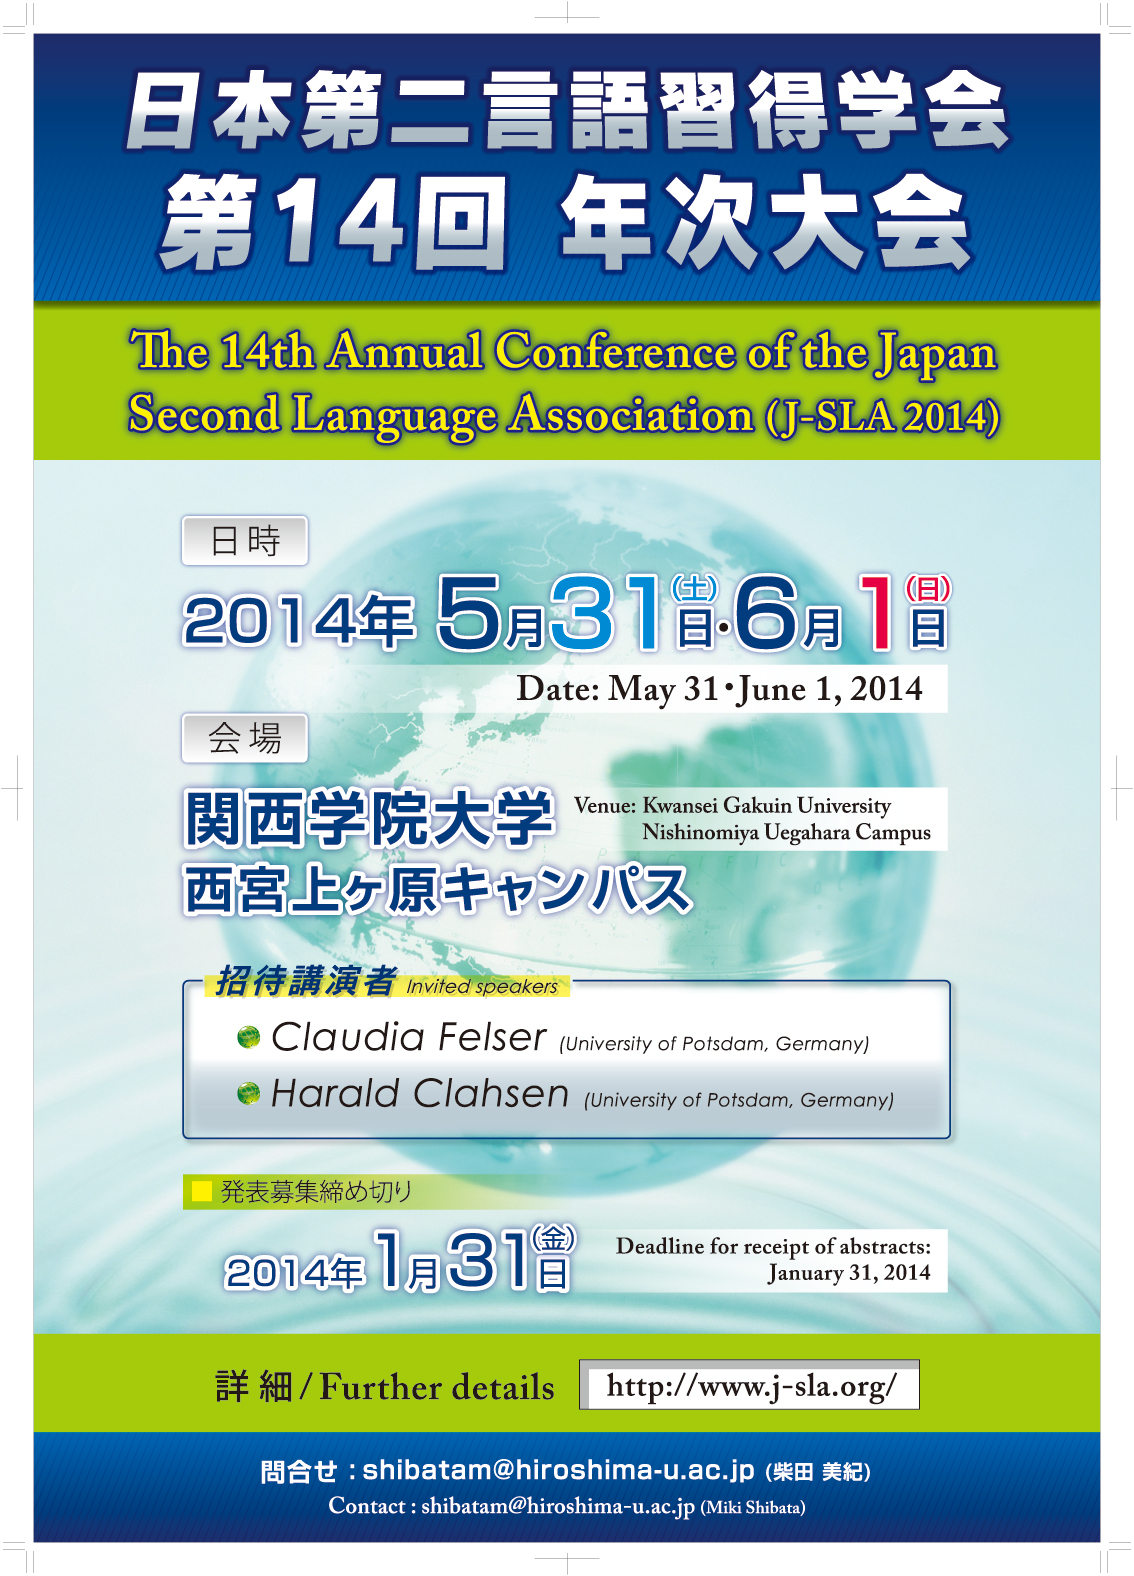 日本第二言語習得学会
第14回 年次大会
The 14th Annual Conference of the Japan
Second Language Association (J-SLA 2014)
日時
2014年 5月31日(土)・6月1日(日)
Date: May 31・June 1, 2014
会場
関西学院大学
Venue: Kwansei Gakuin University
Nishinomiya Uegahara Campus
西宮上ヶ原キャンパス
招待講演者 Invited speakers
Claudia Felser (University of Potsdam, Germany)
Harald Clahsen (University of Potsdam, Germany)
発表募集締め切り
2014年1月31日(金)
Deadline for receipt of abstracts:
January 31, 2014
詳細/Further details http://www.j-sla.org/
問合せ：shibatam@hiroshima-u.ac.jp (柴田 美紀)
Contact : shibatam@hiroshima-u.ac.jp (Miki Shibata)